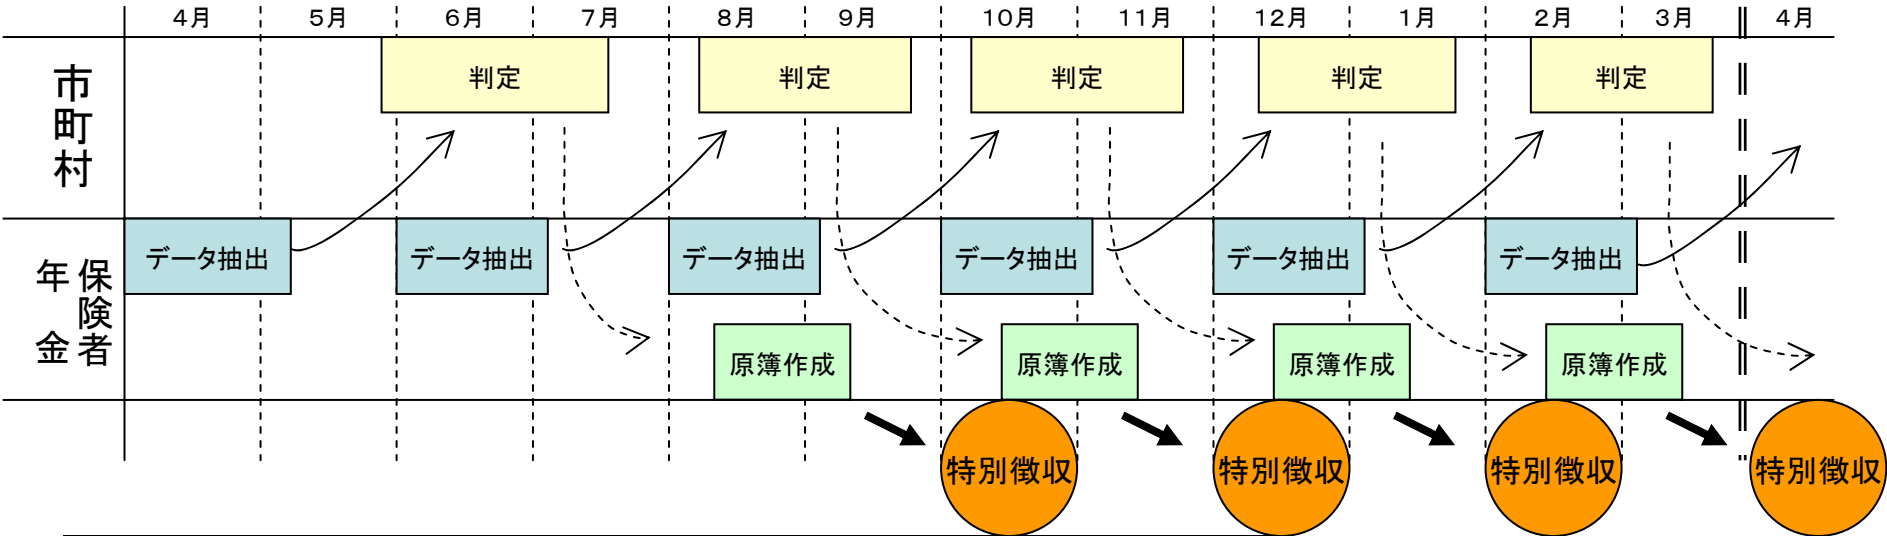 4月 5月 6月 7月 8月 9月 10月 11月 12月 1月 2月 3月 4月
市町村
判定 判定 判定 判定 判定
年金
保険者
データ抽出 データ抽出 データ抽出 データ抽出 データ抽出 データ抽出
原簿作成 原簿作成 原簿作成 原簿作成
特別徴収 特別徴収 特別徴収 特別徴収